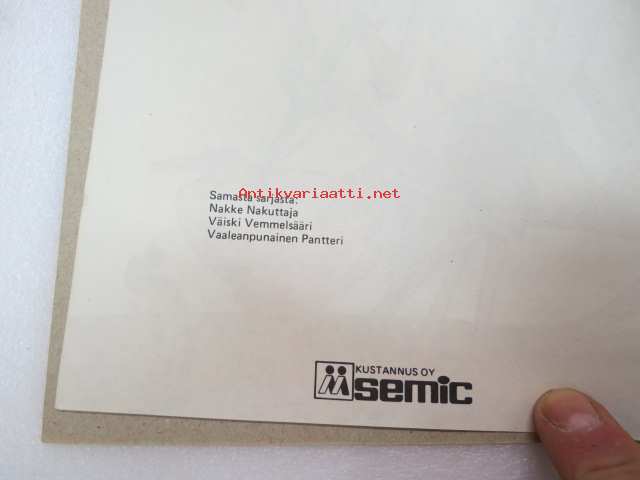 Antikvariaatti.net
Samasta sarjasta:
Nakke Nakuttaja
Väiski Vemmelsääri
Vaaleanpunainen Pantteri
KUSTANNUS OY
semic